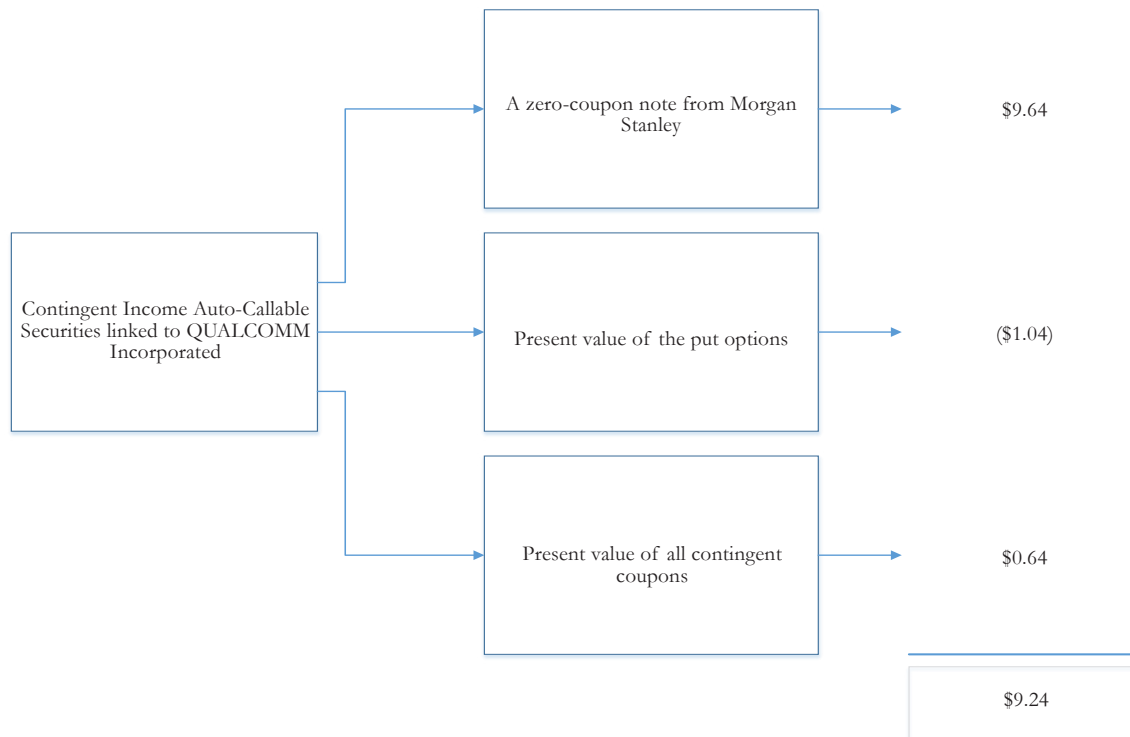 A zero-coupon note from Morgan
Stanley
$9.64
Contingent Income Auto-Callable
Securities linked to QUALCOMM
Incorporated
Present value of the put options
($1.04)
Present value of all contingent
coupons
$0.64
$9.24